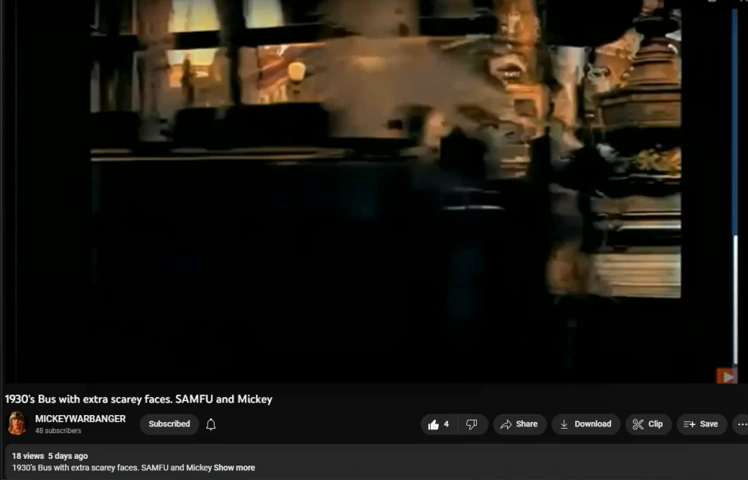 1930's Bus with extra scarey faces. SAMFU and Mickey
MICKEYWARBANGER
48 subscribers
Subscribed
4
Share
Download
Clip
Save
18 views 5 days ago
1930's Bus with extra scarey faces. SAMFU and Mickey Show more